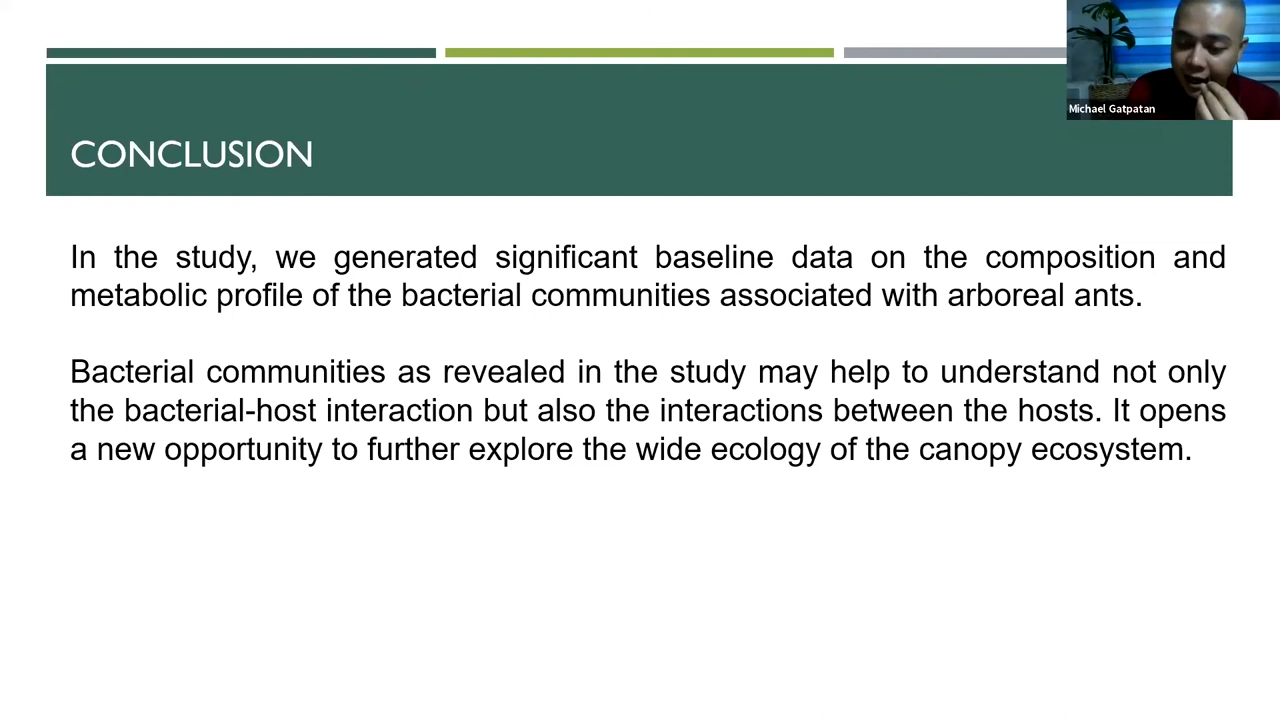 Michael Gatpatan
CONCLUSION
In the study, we generated significant baseline data on the composition and
metabolic profile of the bacterial communities associated with arboreal ants.
Bacterial communities as revealed in the study may help to understand not only
the bacterial-host interaction but also the interactions between the hosts. It opens
a new opportunity to further explore the wide ecology of the canopy ecosystem.